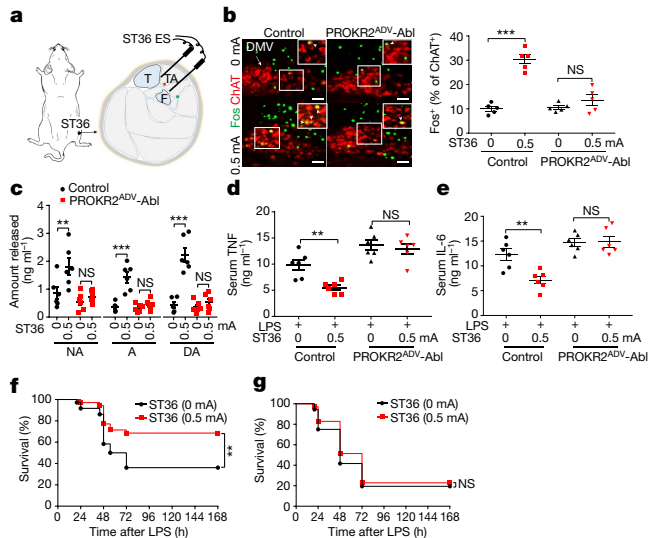 a
ST36 ES
T
TA
F
ST36
b
Control
PROKR2ADV-Abl
DMV
0 mA
0.5 mA
Fos ChAT
Fos+ (% of ChAT+)
40
30
20
10
0
***
NS
ST36
0
0.5
0
0.5
mA
Control
PROKR2ADV-Abl
c
Control
PROKR2ADV-Abl
Amount released
(ng ml–1)
4
3
2
1
0
**
NS
***
NS
***
NS
ST36
0
0.5
0
0.5
0
0.5
0
0.5
0
0.5
0
0.5
mA
NA
A
DA
d
Serum TNF
(ng ml–1)
20
15
10
5
0
**
NS
LPS
+
+
+
+
ST36
0
0.5
0
0.5 mA
Control
PROKR2ADV-Abl
e
Serum IL-6
(ng ml–1)
20
15
10
5
0
**
NS
LPS
+
+
+
+
ST36
0
0.5
0
0.5 mA
Control
PROKR2ADV-Abl
f
Survival (%)
100
80
60
40
20
0
ST36 (0 mA)
ST36 (0.5 mA)
**
0 24 48 72 96 120 144 168
Time after LPS (h)
g
Survival (%)
100
80
60
40
20
0
ST36 (0 mA)
ST36 (0.5 mA)
NS
0 24 48 72 96 120 144 168
Time after LPS (h)